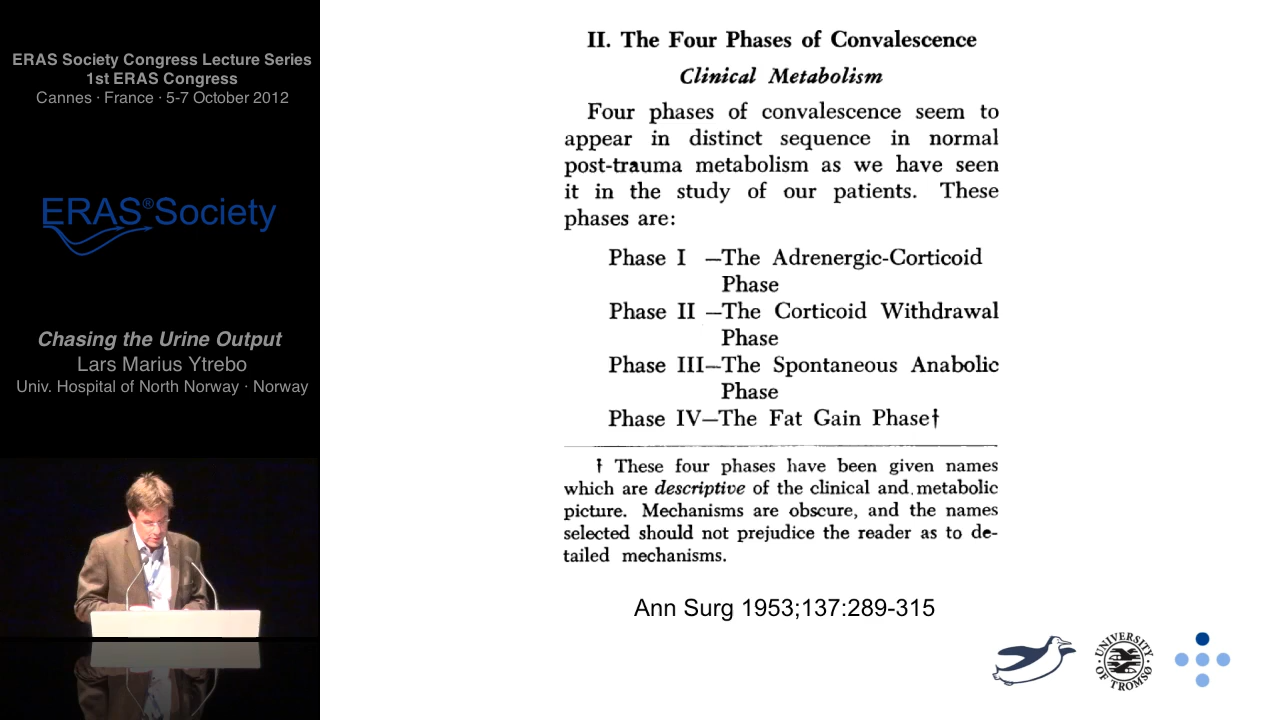 ERAS Society Congress Lecture Series
1st ERAS Congress
Cannes · France · 5-7 October 2012
ERAS®Society
Chasing the Urine Output
Lars Marius Ytrebo
Univ. Hospital of North Norway · Norway
II. The Four Phases of Convalescence
Clinical Metabolism
Four phases of convalescence seem to
appear in distinct sequence in normal
post-trauma metabolism as we have seen
it in the study of our patients. These
phases are:
Phase I —The Adrenergic-Corticoid
Phase
Phase II —The Corticoid Withdrawal
Phase
Phase III—The Spontaneous Anabolic
Phase
Phase IV—The Fat Gain Phase†
† These four phases have been given names
which are descriptive of the clinical and metabolic
picture. Mechanisms are obscure, and the names
selected should not prejudice the reader as to de-
tailed mechanisms.
Ann Surg 1953;137:289-315
UNIVERSITY
OF TROMSØ